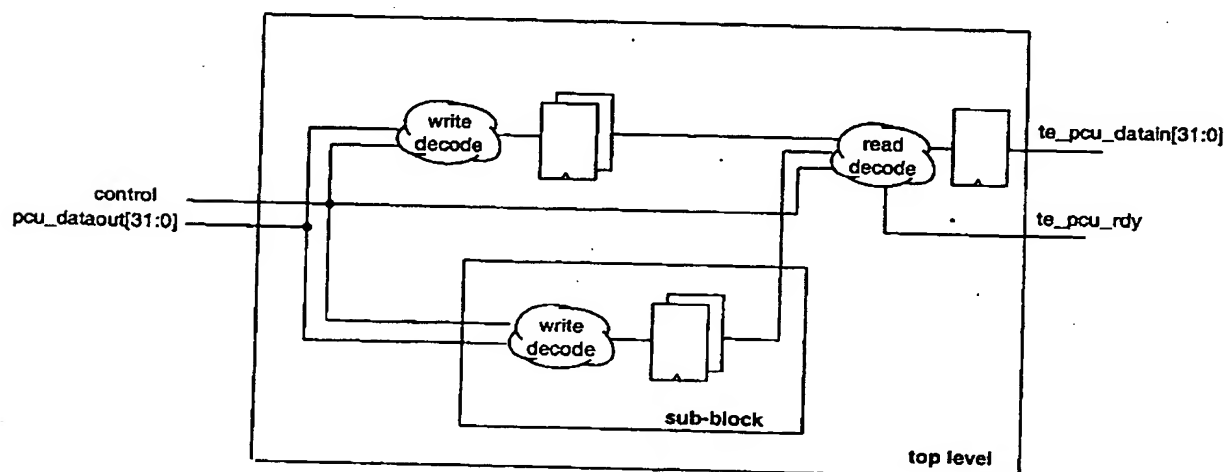 write
decode
read
decode
te_pcu_datain[31:0]
control
pcu_dataout[31:0]
te_pcu_rdy
write
decode
sub-block
top level